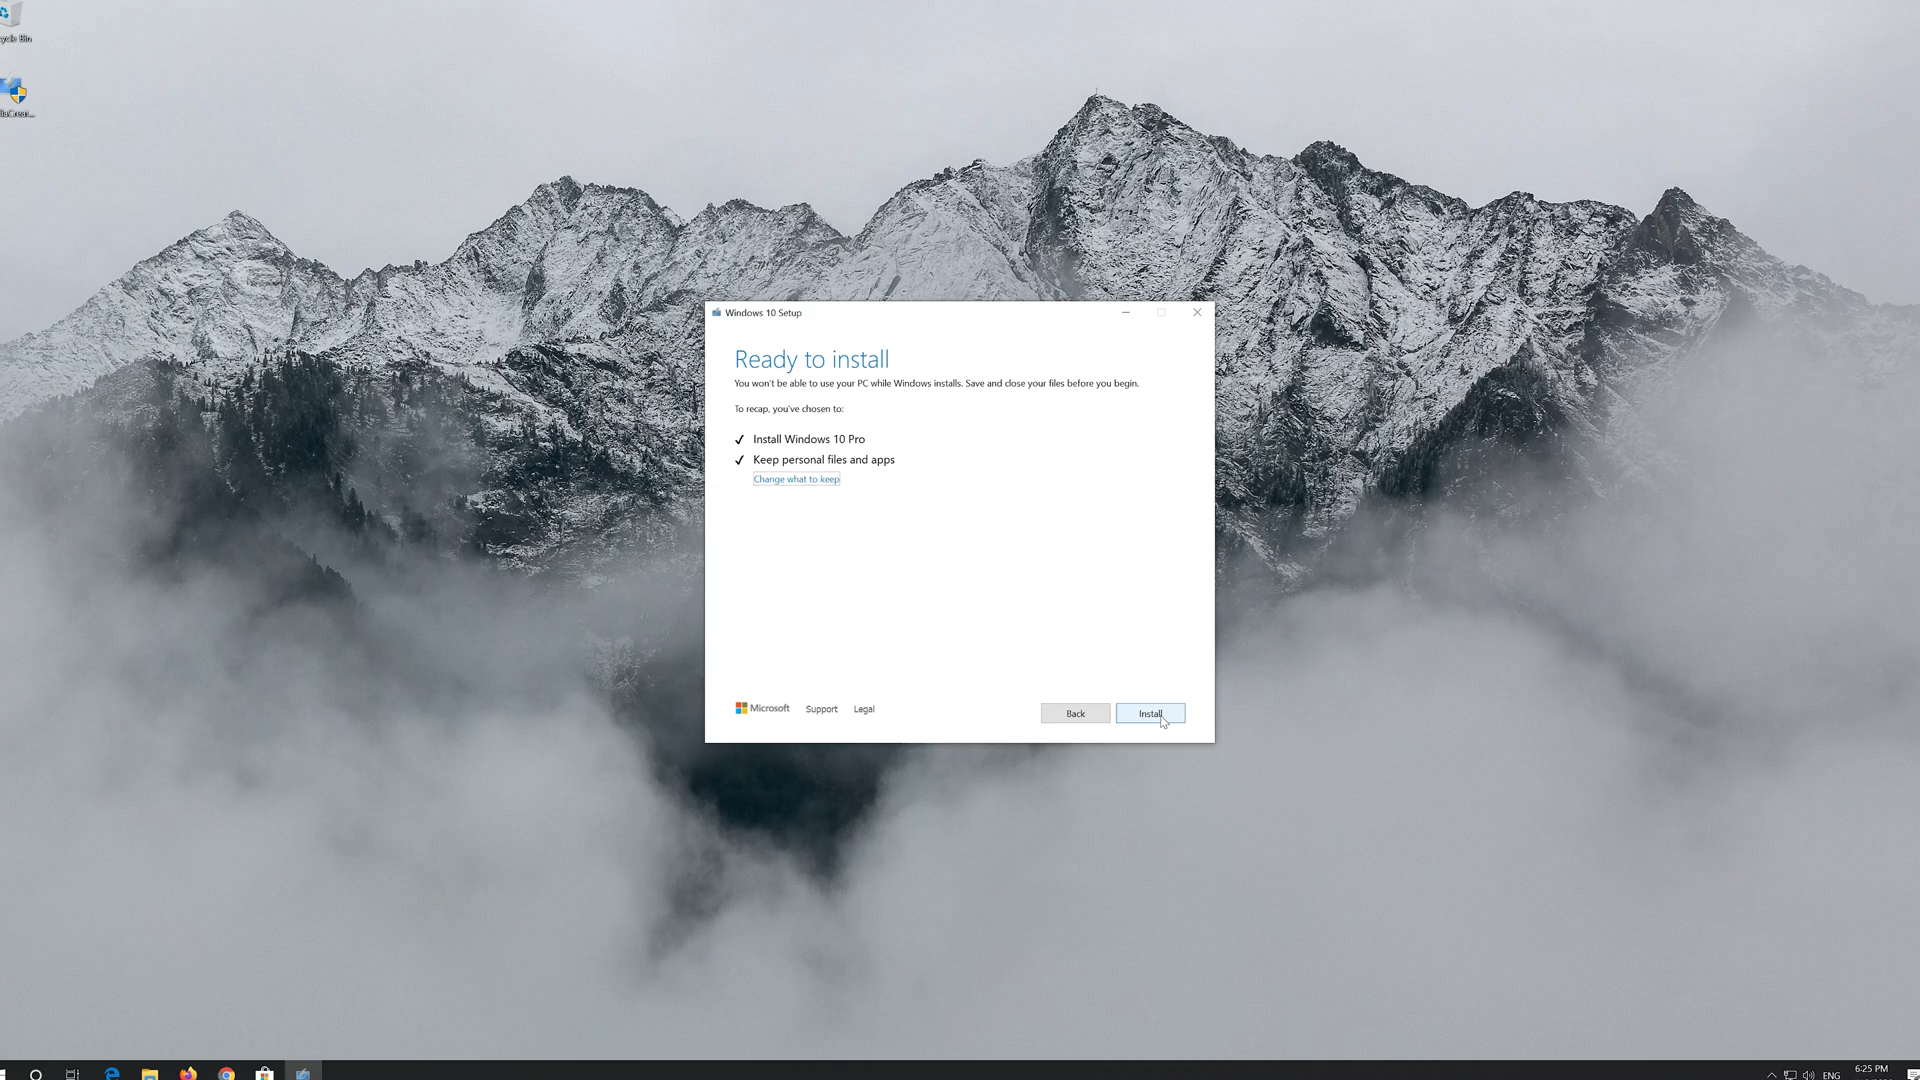 Windows 10 Setup
Ready to install
You won't be able to use your PC while Windows installs. Save and close your files before you begin.
To recap, you've chosen to:
✓ Install Windows 10 Pro
✓ Keep personal files and apps
Change what to keep
Microsoft Support Legal
Back Install
ENG
6:25 PM